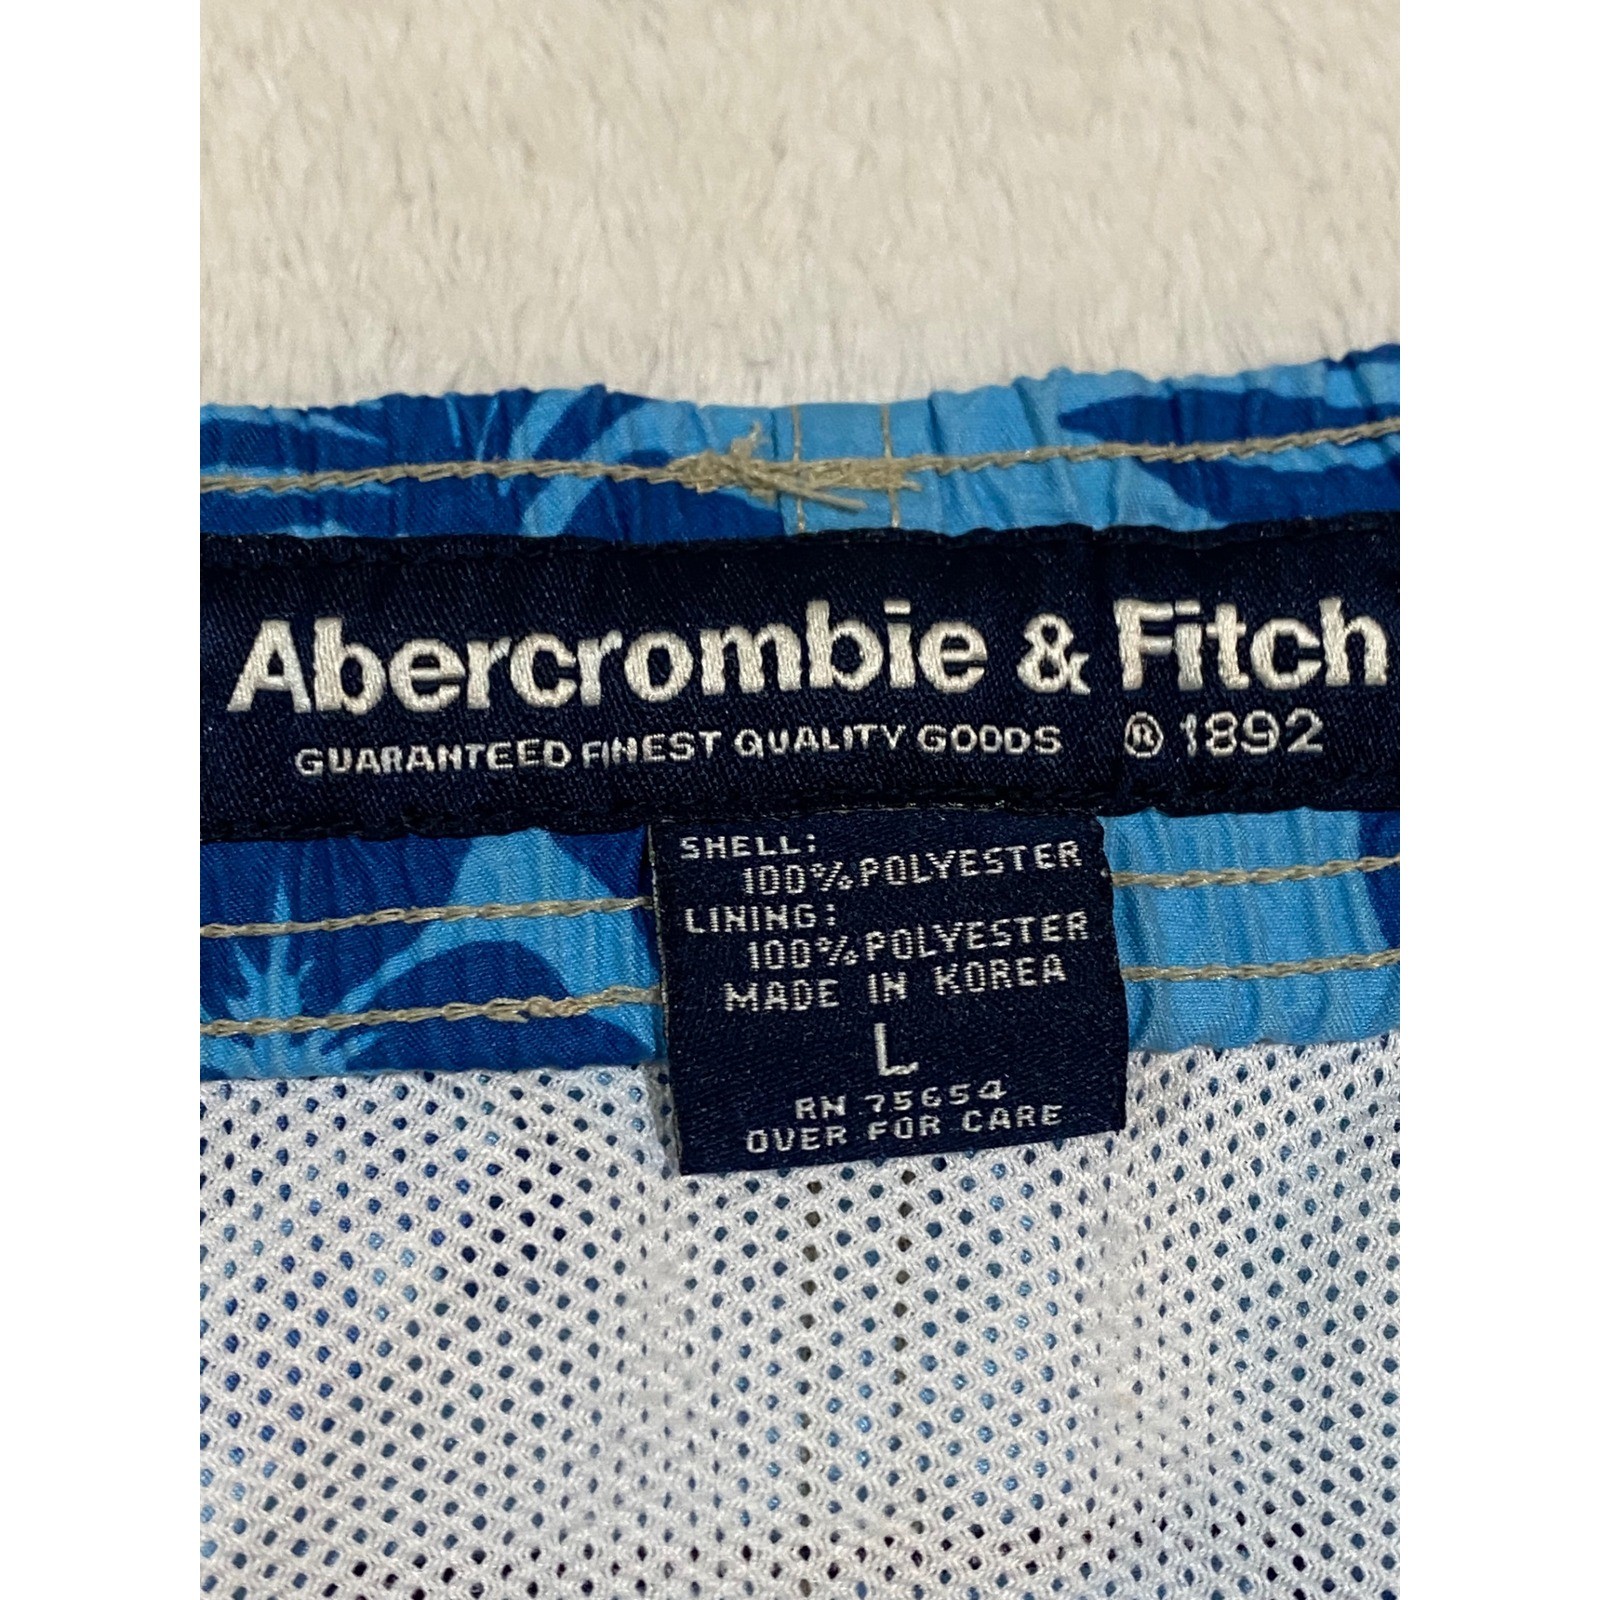 Abercrombie & Fitch
GUARANTEED FINEST QUALITY GOODS ® 1892
SHELL:
100% POLYESTER
LINING:
100% POLYESTER
MADE IN KOREA
L
RN 75654
OVER FOR CARE